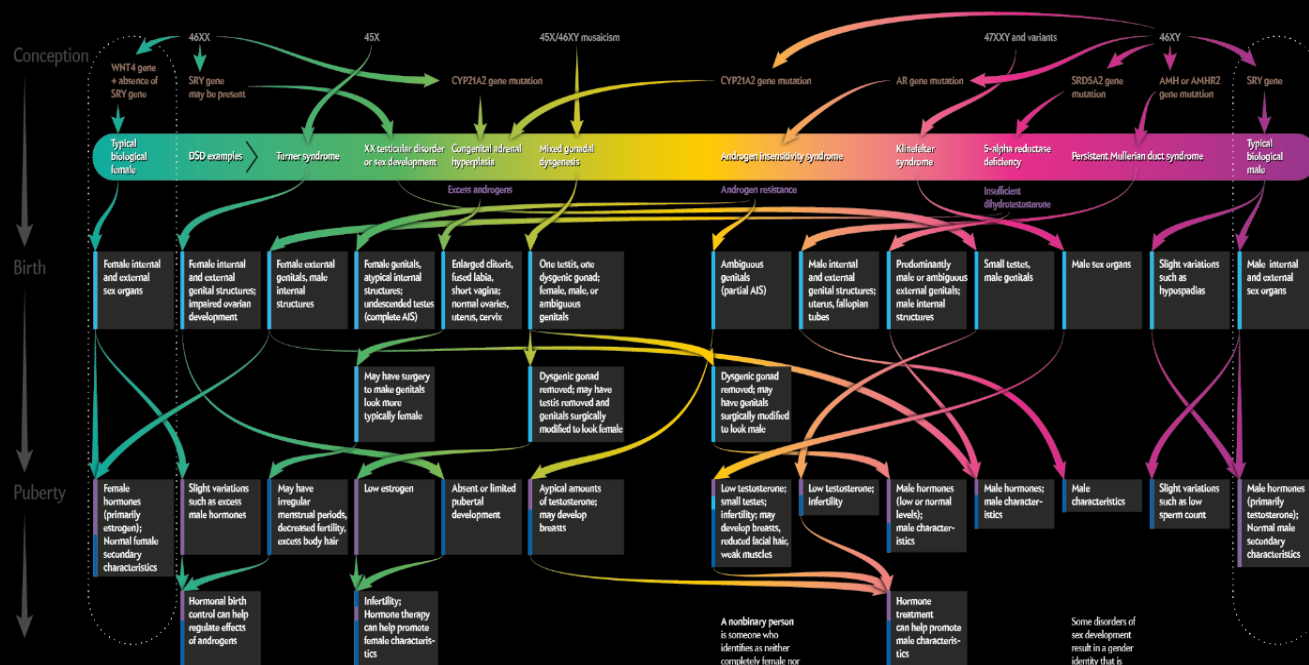 46XX
45X
45X/46XY mosaicism
47XXY and variants
46XY
Conception
WNT4 gene
+ absence of
SRY gene
SRY gene
may be present
CYP21A2 gene mutation
CYP21A2 gene mutation
AR gene mutation
SRD5A2 gene
mutation
AMH or AMHR2
gene mutation
SRY gene
Typical
biological
female
DSD examples
Turner syndrome
XX testicular disorder
or sex development
Congenital adrenal
hyperplasia
Mixed gonadal
dysgenesis
Androgen insensitivity syndrome
Klinefelter
syndrome
5-alpha reductase
deficiency
Persistent Mullerian duct syndrome
Typical
biological
male
Excess androgens
Androgen resistance
Insufficient
dihydrotestosterone
Birth
Female internal
and external
sex organs
Female internal
and external
genital structures;
impaired ovarian
development
Female external
genitals, male
internal
structures
Female genitals,
atypical internal
structures;
undescended testes
(complete AIS)
Enlarged clitoris,
fused labia,
short vagina;
normal ovaries,
uterus, cervix
One testis, one
dysgenic gonad;
female, male, or
ambiguous
genitals
Ambiguous
genitals
(partial AIS)
Male internal
and external
genital structures;
uterus, fallopian
tubes
Predominantly
male or ambiguous
external genitals;
male internal
structures
Small testes,
male genitals
Male sex organs
Slight variations
such as
hypospadias
Male internal
and external
sex organs
May have surgery
to make genitals
look more
typically female
Dysgenic gonad
removed; may have
testis removed and
genitals surgically
modified to look female
Dysgenic gonad
removed; may
have genitals
surgically modified
to look male
Puberty
Female
hormones
(primarily
estrogen);
Normal female
secondary
characteristics
Slight variations
such as excess
male hormones
May have
irregular
menstrual periods,
decreased fertility,
excess body hair
Low estrogen
Absent or limited
pubertal
development
Aypical amounts
of testosterone;
may develop
breasts
Low testosterone;
small testes;
infertility; may
develop breasts,
reduced facial hair,
weak muscles
Low testosterone;
infertility
Male hormones
(low or normal
levels);
male character-
istics
Male hormones;
male character-
istics
Male
characteristics
Slight variations
such as low
sperm count
Male hormones
(primarily
testosterone);
Normal male
secondary
characteristics
Hormonal birth
control can help
regulate effects
of androgens
Infertility;
Hormone therapy
can help promote
female characteris-
tics
A nonbinary person
is someone who
identifies as neither
completely female nor
Hormone
treatment
can help promote
male characteris-
tics
Some disorders of
sex development
result in a gender
identity that is